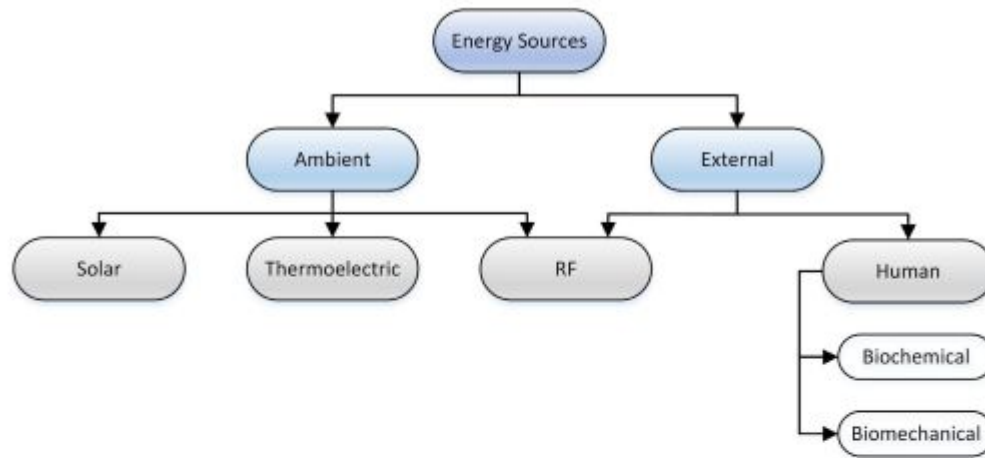 Energy Sources
Ambient
External
Solar
Thermoelectric
RF
Human
Biochemical
Biomechanical